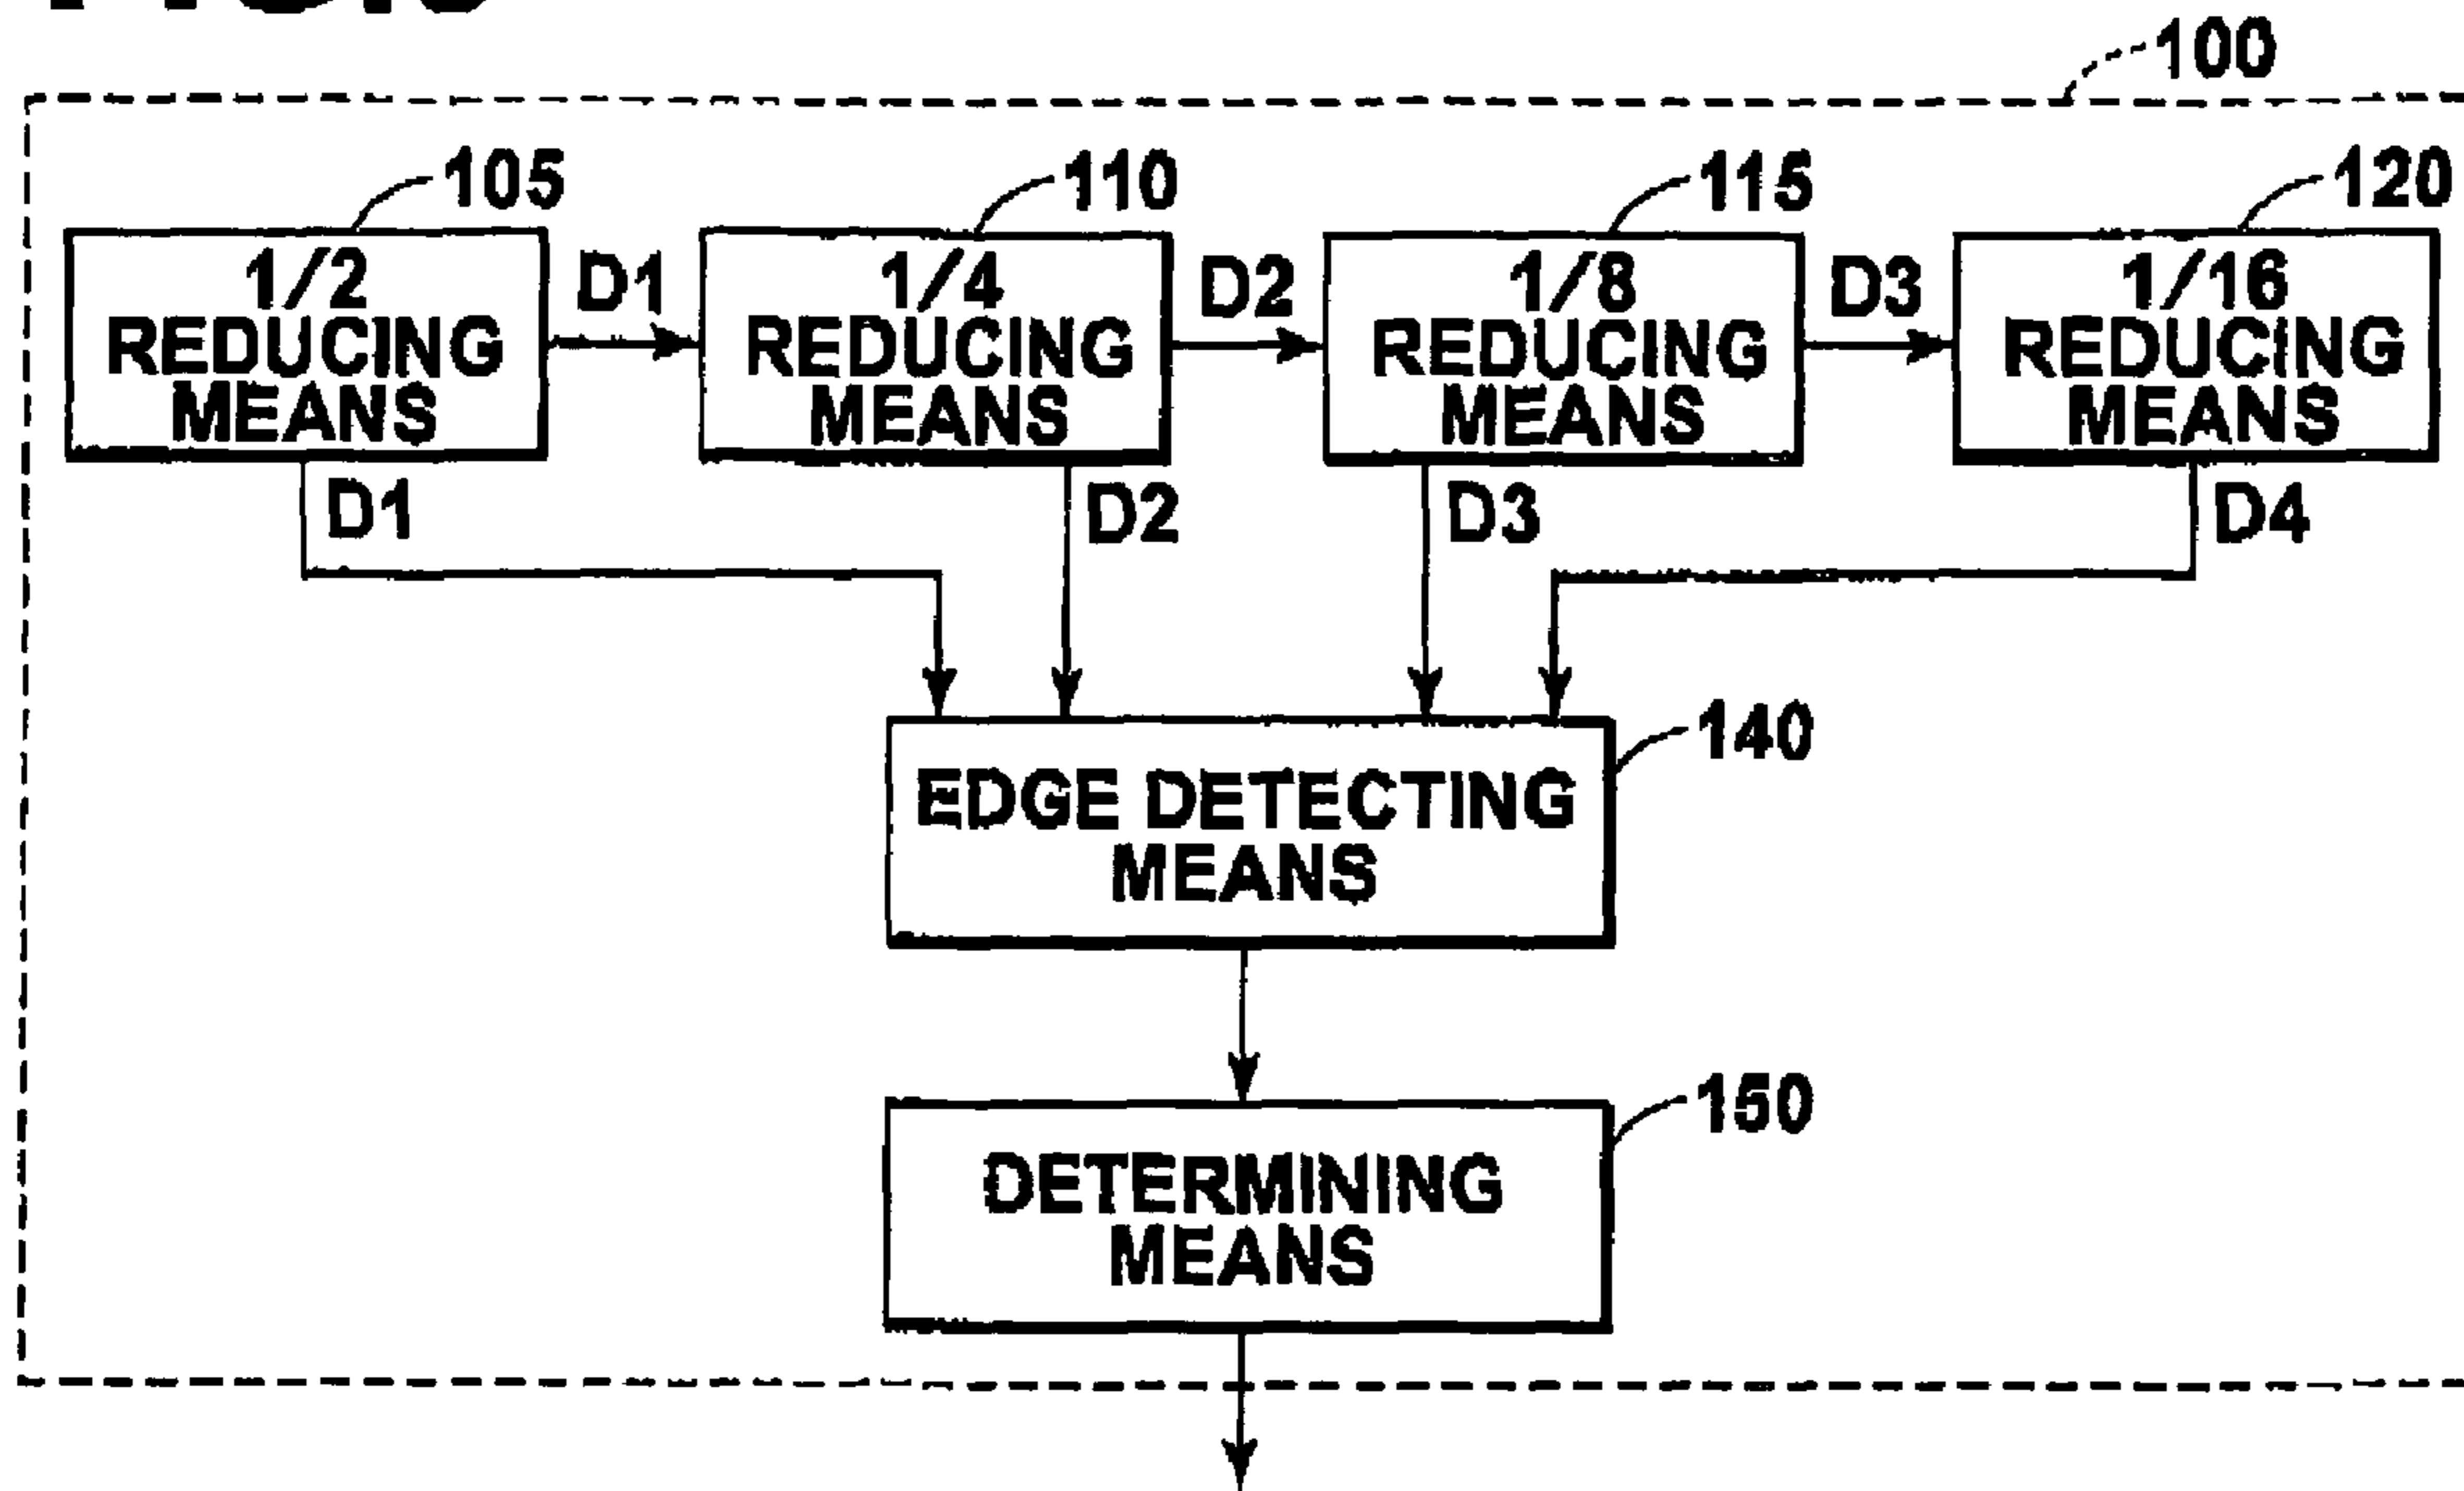 100
105
110
115
120
1/2
REDUCING
MEANS
D1
1/4
REDUCING
MEANS
D2
1/8
REDUCING
MEANS
D3
1/16
REDUCING
MEANS
D1
D2
D3
D4
140
EDGE DETECTING
MEANS
150
DETERMINING
MEANS